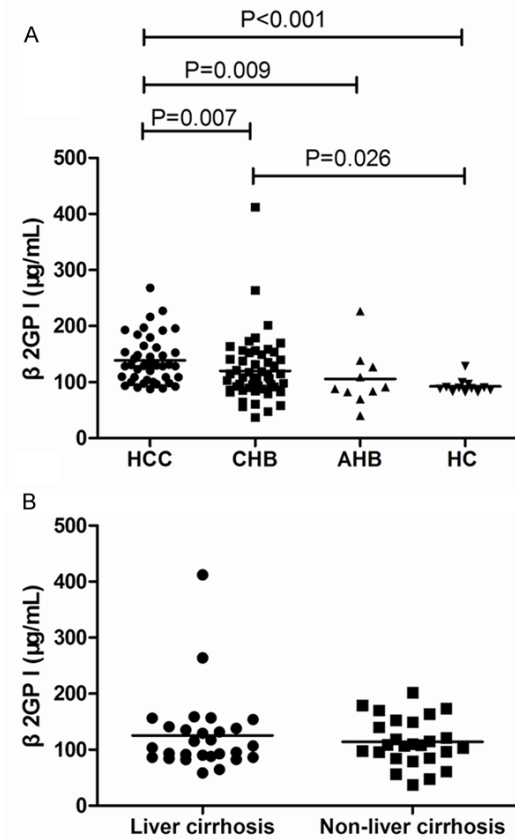 A
P<0.001
P=0.009
P=0.007
P=0.026
500
400
300
200
100
0
β 2GP I (μg/mL)
HCC CHB AHB HC
B
500
400
300
200
100
0
β 2GP I (μg/mL)
Liver cirrhosis Non-liver cirrhosis